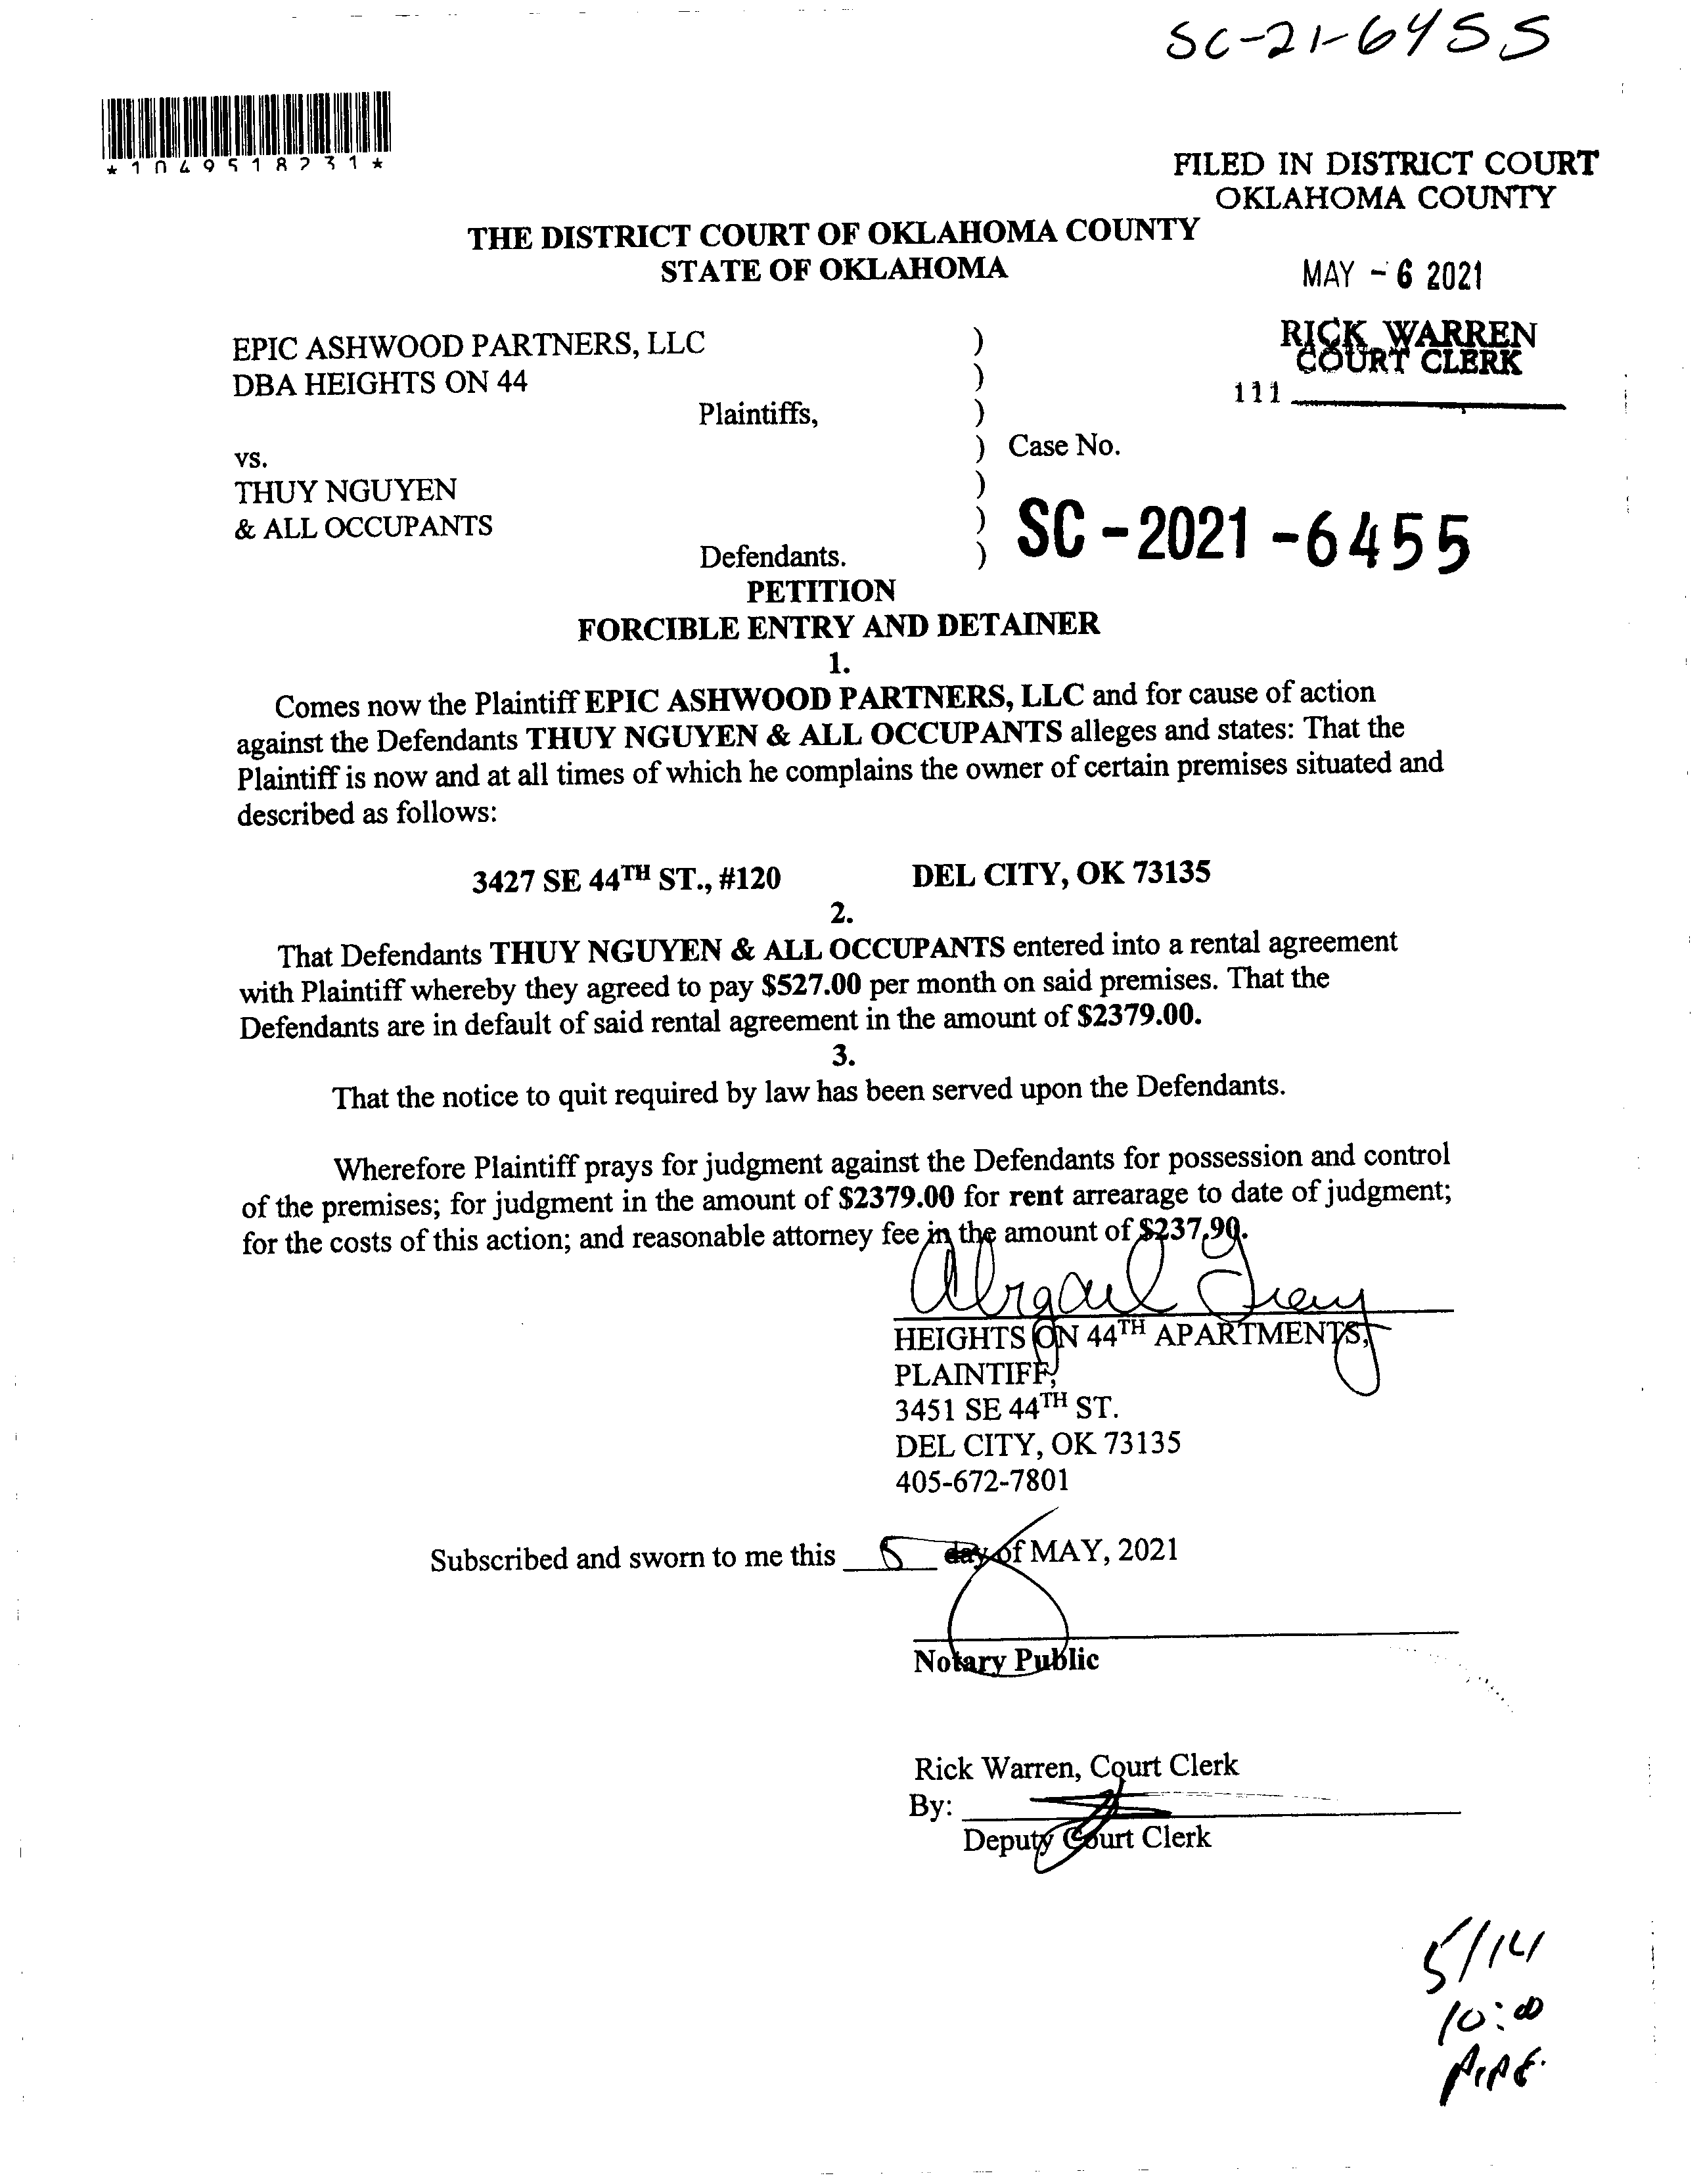 SC-21-6455
*1049518231*
FILED IN DISTRICT COURT
OKLAHOMA COUNTY
THE DISTRICT COURT OF OKLAHOMA COUNTY
STATE OF OKLAHOMA
MAY - 6 2021
RICK WARREN
COURT CLERK
111
EPIC ASHWOOD PARTNERS, LLC )
DBA HEIGHTS ON 44 )
Plaintiffs, )
vs. ) Case No.
THUY NGUYEN )
& ALL OCCUPANTS )
Defendants. )
SC-2021-6455
PETITION
FORCIBLE ENTRY AND DETAINER
1.
Comes now the Plaintiff EPIC ASHWOOD PARTNERS, LLC and for cause of action
against the Defendants THUY NGUYEN & ALL OCCUPANTS alleges and states: That the
Plaintiff is now and at all times of which he complains the owner of certain premises situated and
described as follows:
3427 SE 44TH ST., #120 DEL CITY, OK 73135
2.
That Defendants THUY NGUYEN & ALL OCCUPANTS entered into a rental agreement
with Plaintiff whereby they agreed to pay $527.00 per month on said premises. That the
Defendants are in default of said rental agreement in the amount of $2379.00.
3.
That the notice to quit required by law has been served upon the Defendants.
Wherefore Plaintiff prays for judgment against the Defendants for possession and control
of the premises; for judgment in the amount of $2379.00 for rent arrearage to date of judgment;
for the costs of this action; and reasonable attorney fee in the amount of $237.90.
HEIGHTS ON 44TH APARTMENTS,
PLAINTIFF,
3451 SE 44TH ST.
DEL CITY, OK 73135
405-672-7801
Subscribed and sworn to me this 5 day of MAY, 2021
Notary Public
Rick Warren, Court Clerk
By:
Deputy Court Clerk
5/14
10:00